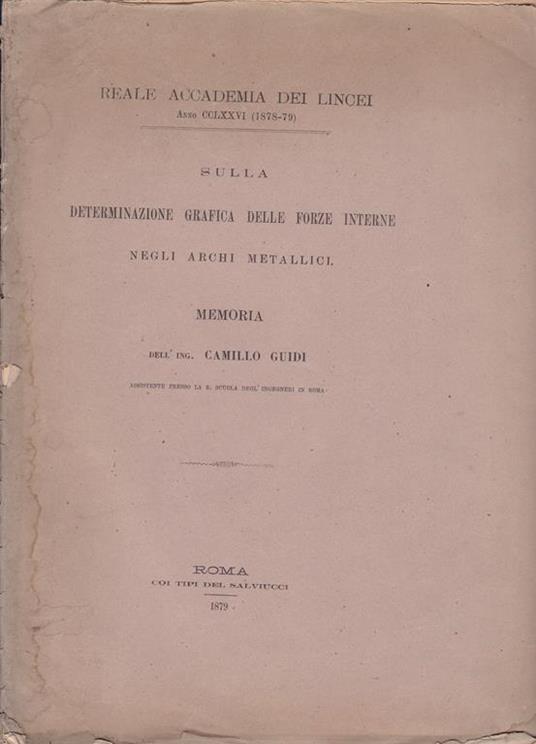 REALE ACCADEMIA DEI LINCEI
ANNO CCLXXVI (1878-79)
SULLA
DETERMINAZIONE GRAFICA DELLE FORZE INTERNE
NEGLI ARCHI METALLICI.
MEMORIA
DELL' ING. CAMILLO GUIDI
ASSISTENTE PRESSO LA R. SCUOLA DEGL' INGEGNERI IN ROMA
ROMA
COI TIPI DEL SALVIUCCI
1879